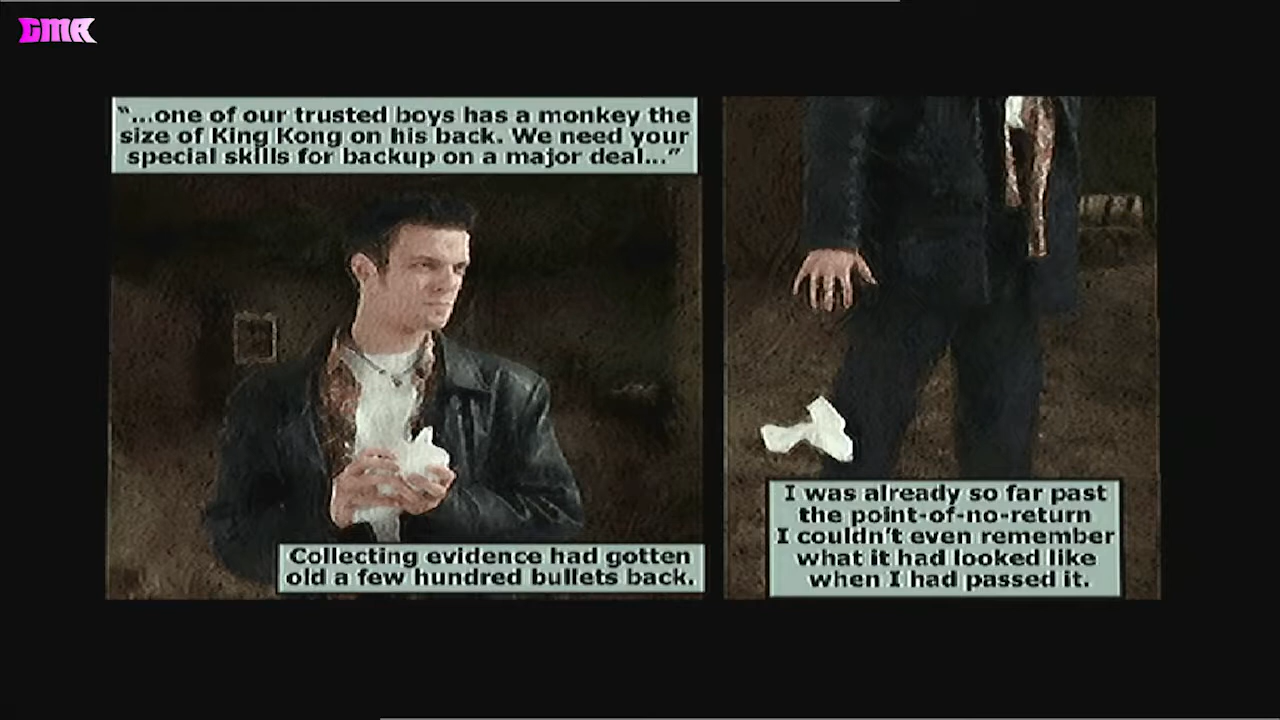 GMR
“...one of our trusted boys has a monkey the
size of King Kong on his back. We need your
special skills for backup on a major deal...”
Collecting evidence had gotten
old a few hundred bullets back.
I was already so far past
the point-of-no-return
I couldn't even remember
what it had looked like
when I had passed it.